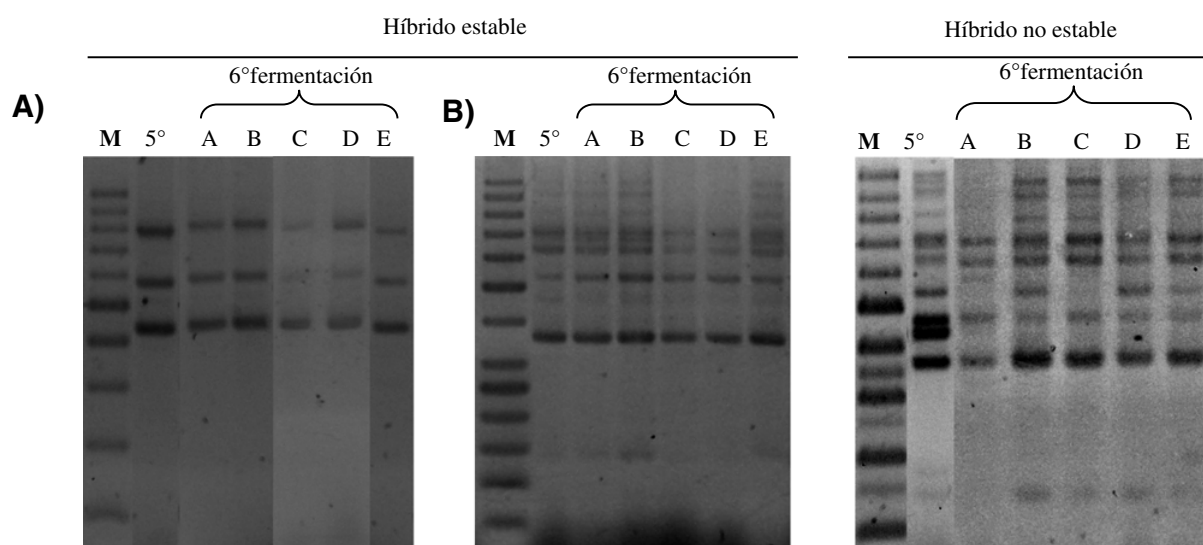 Híbrido estable
Híbrido no estable
6°fermentación
6°fermentación
6°fermentación
A)
B)
M 5° A B C D E
M 5° A B C D E
M 5° A B C D E